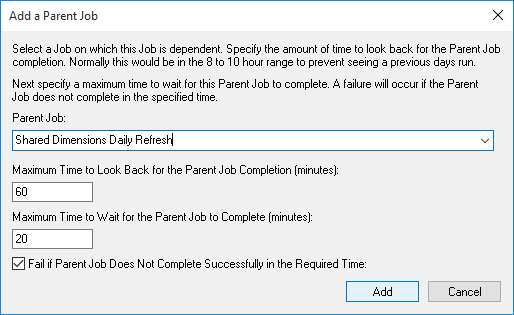 Add a Parent Job
Select a Job on which this Job is dependent. Specify the amount of time to look back for the Parent Job
completion. Normally this would be in the 8 to 10 hour range to prevent seeing a previous days run.
Next specify a maximum time to wait for this Parent Job to complete. A failure will occur if the Parent
Job does not complete in the specified time.
Parent Job:
Shared Dimensions Daily Refresh
Maximum Time to Look Back for the Parent Job Completion (minutes):
60
Maximum Time to Wait for the Parent Job to Complete (minutes):
20
Fail if Parent Job Does Not Complete Successfully in the Required Time:
Add
Cancel